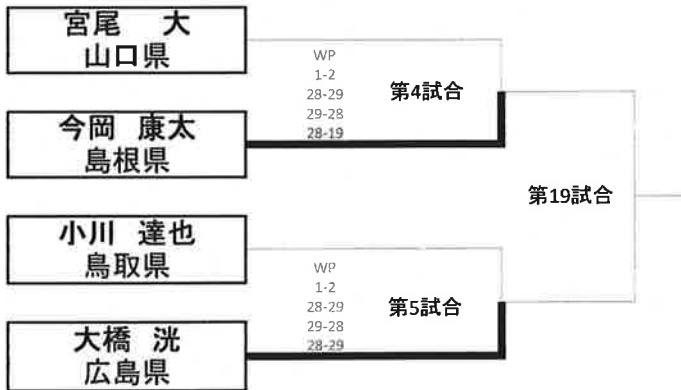 宮尾 大
山口県
WP
1-2
28-29
29-28
28-19
第4試合
今岡 康太
島根県
第19試合
小川 達也
鳥取県
WP
1-2
28-29
29-28
28-29
第5試合
大橋 洸
広島県